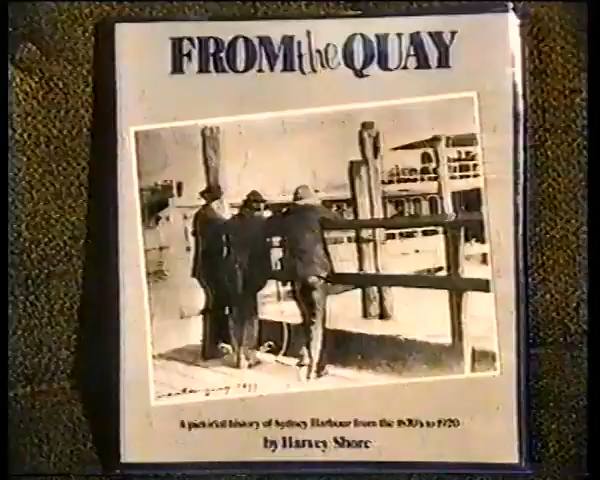 FROM the QUAY
A pictorial history of Sydney Harbour from the 1870's to 1920
by Harvey Shore